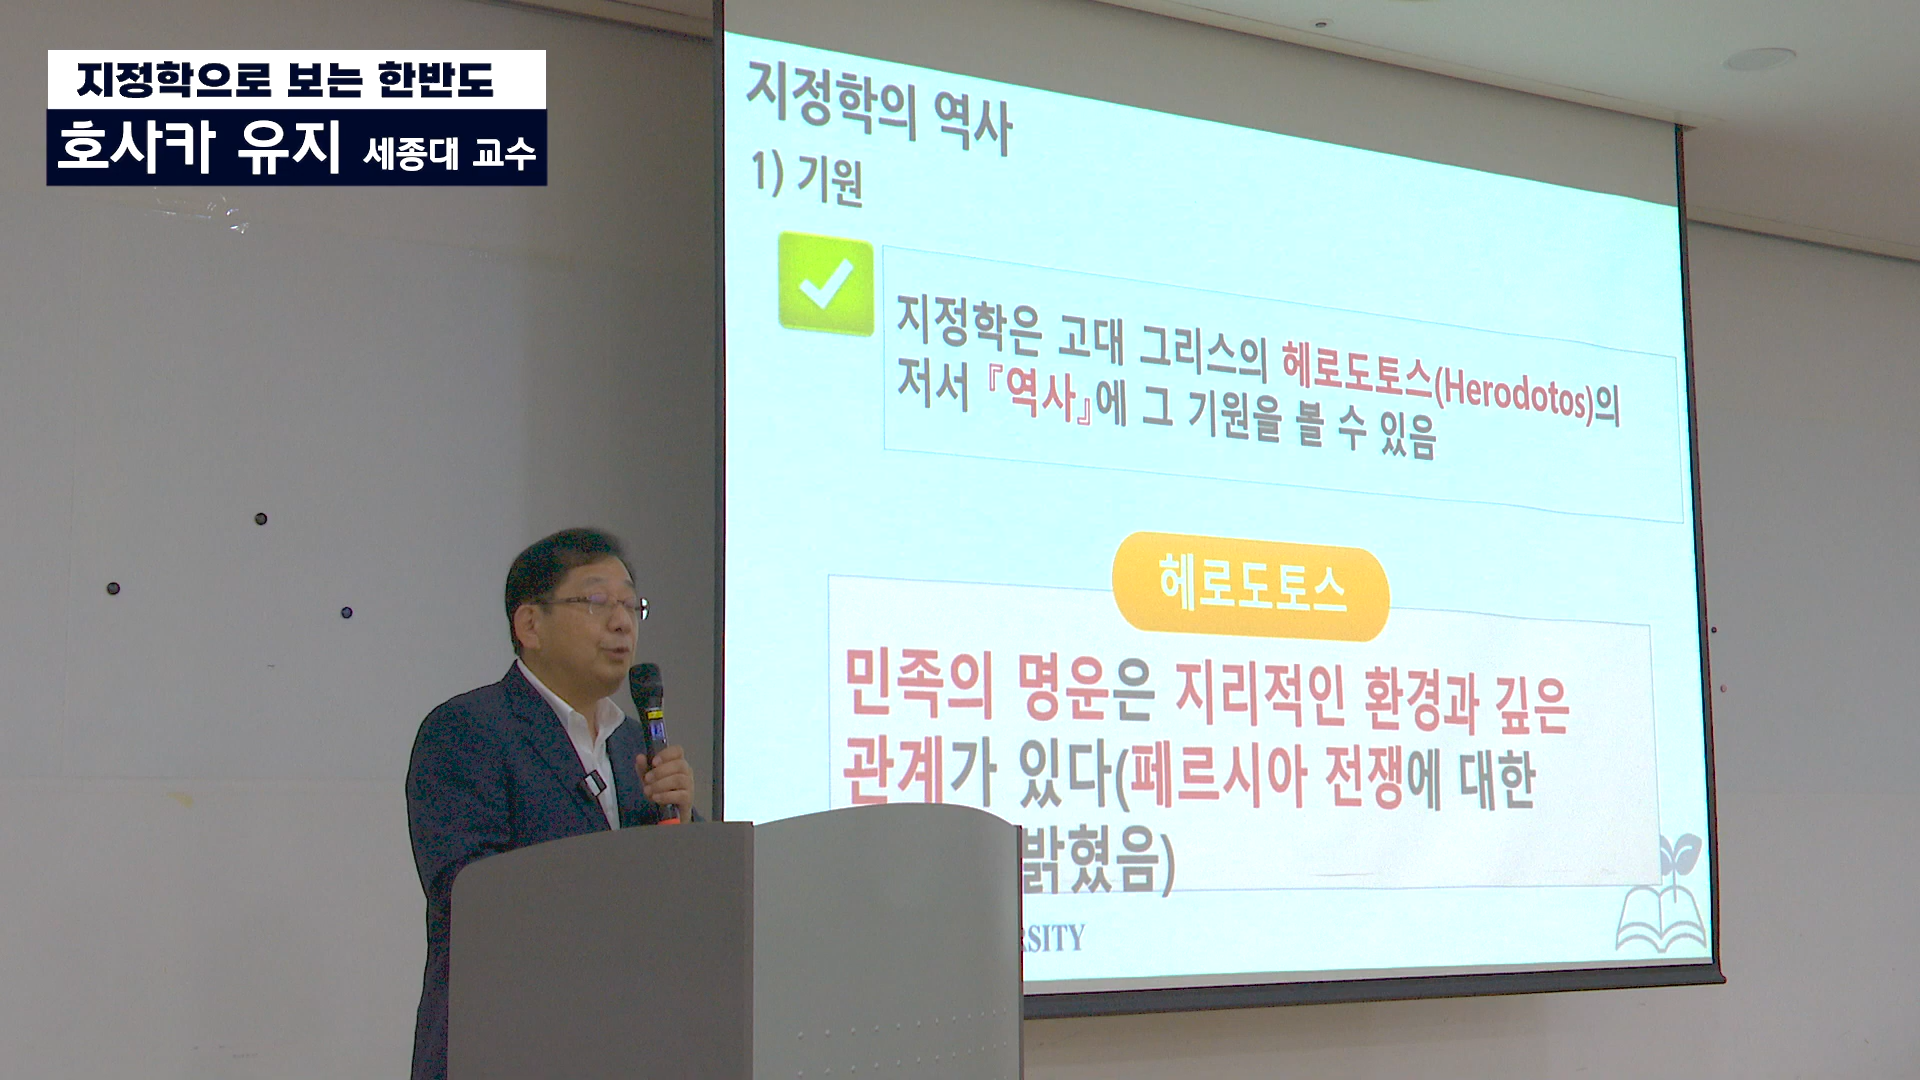 지정학으로 보는 한반도
호사카 유지 세종대 교수
지정학의 역사
1) 기원
지정학은 고대 그리스의 헤로도토스(Herodotos)의
저서 『역사』에 그 기원을 볼 수 있음
헤로도토스
민족의 명운은 지리적인 환경과 깊은
관계가 있다(페르시아 전쟁에 대한
밝혔음)